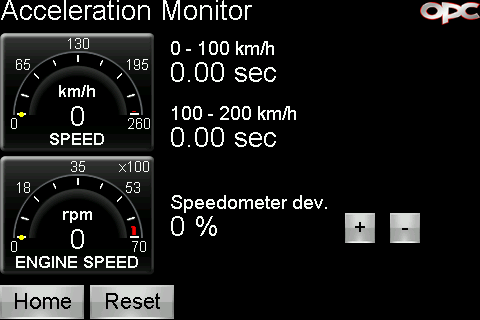 Acceleration Monitor
OPC
130
65
195
km/h
0
0
260
SPEED
0 - 100 km/h
0.00 sec
100 - 200 km/h
0.00 sec
35
x100
18
53
rpm
0
0
70
ENGINE SPEED
Speedometer dev.
0 %
+
-
Home
Reset